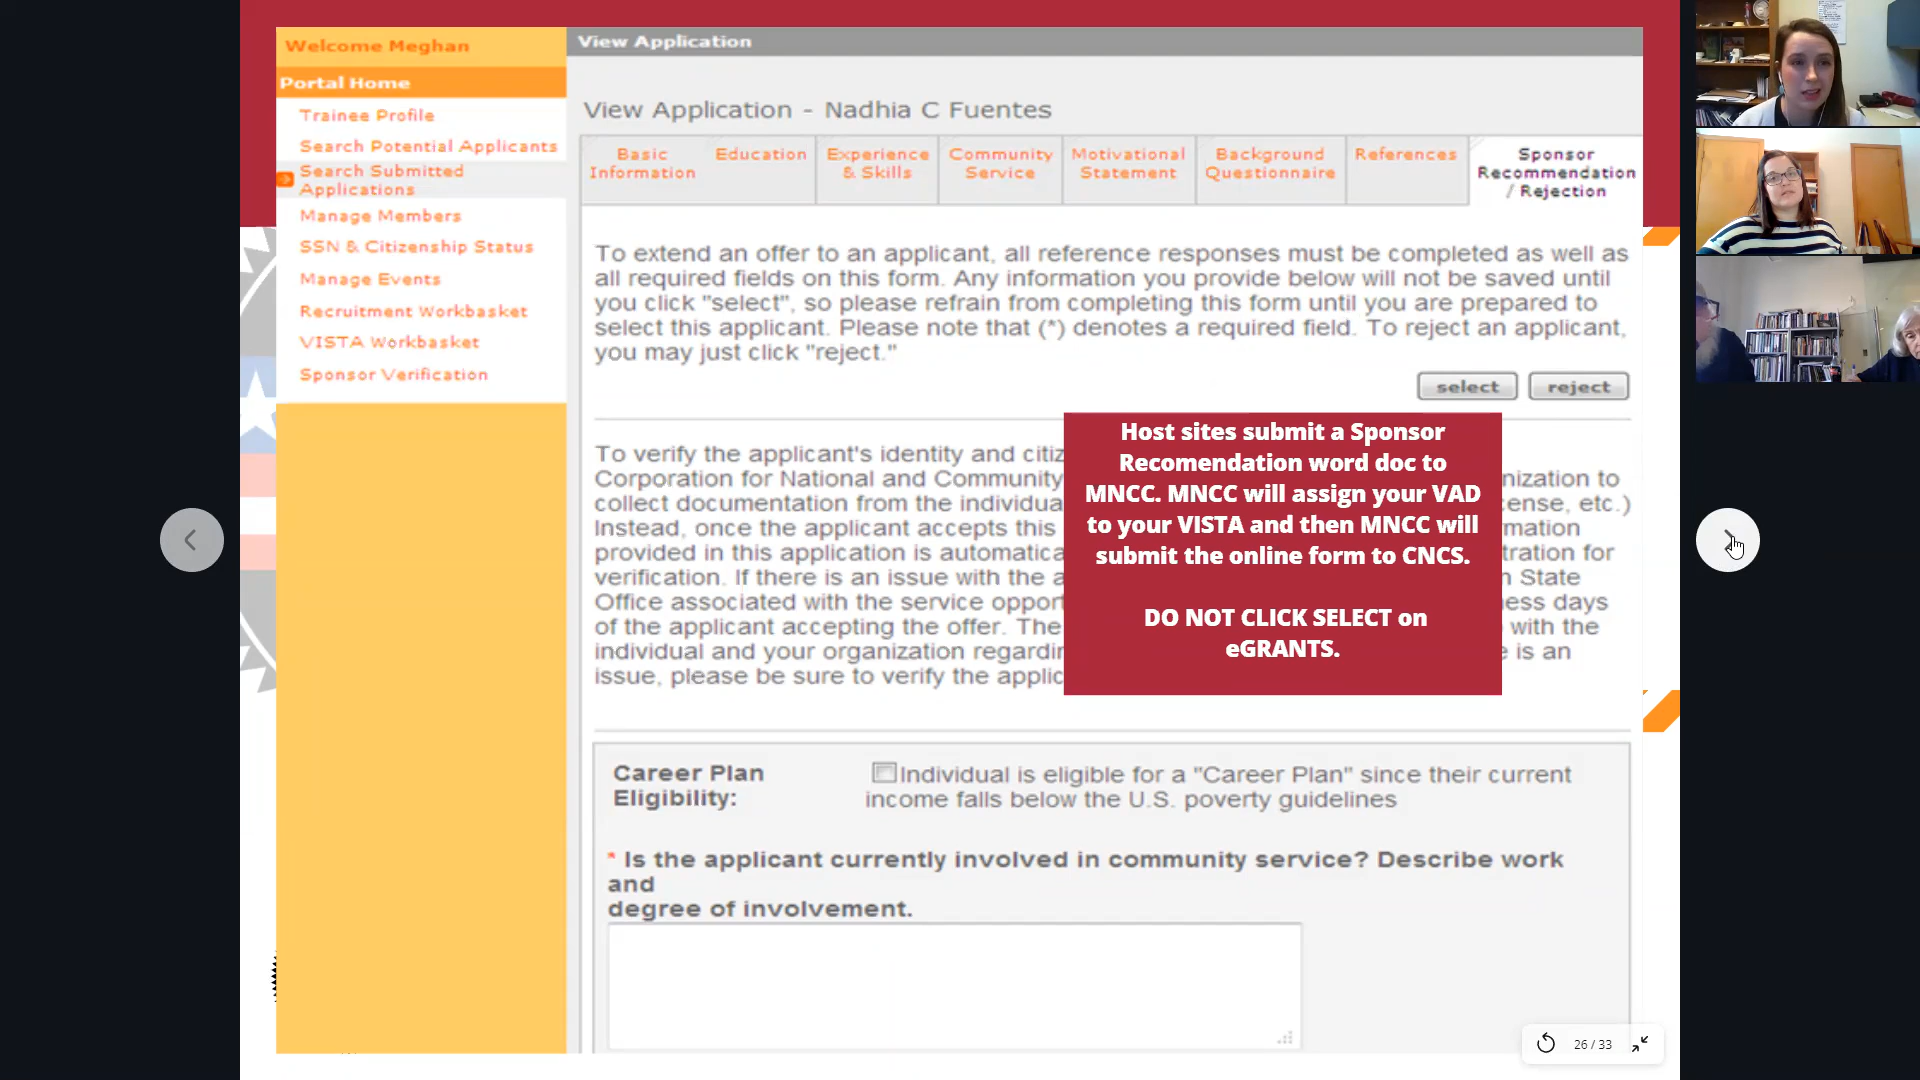 Welcome Meghan
Portal Home
Trainee Profile
Search Potential Applicants
Search Submitted
Applications
Manage Members
SSN & Citizenship Status
Manage Events
Recruitment Workbasket
VISTA Workbasket
Sponsor Verification
View Application
View Application - Nadhia C Fuentes
Basic
Information
Education
Experience
& Skills
Community
Service
Motivational
Statement
Background
Questionnaire
References
Sponsor
Recommendation
/ Rejection
To extend an offer to an applicant, all reference responses must be completed as well as
all required fields on this form. Any information you provide below will not be saved until
you click "select", so please refrain from completing this form until you are prepared to
select this applicant. Please note that (*) denotes a required field. To reject an applicant,
you may just click "reject."
select
reject
To verify the applicant's identity and citiz
Corporation for National and Community nization to
collect documentation from the individua cense, etc.)
Instead, once the applicant accepts this rmation
provided in this application is automatica tration for
verification. If there is an issue with the a n State
Office associated with the service opport ess days
of the applicant accepting the offer. The with the
individual and your organization regardin e is an
issue, please be sure to verify the applic
Host sites submit a Sponsor
Recomendation word doc to
MNCC. MNCC will assign your VAD
to your VISTA and then MNCC will
submit the online form to CNCS.
DO NOT CLICK SELECT on
eGRANTS.
Career Plan
Eligibility:
Individual is eligible for a "Career Plan" since their current
income falls below the U.S. poverty guidelines
* Is the applicant currently involved in community service? Describe work
and
degree of involvement.
26 / 33